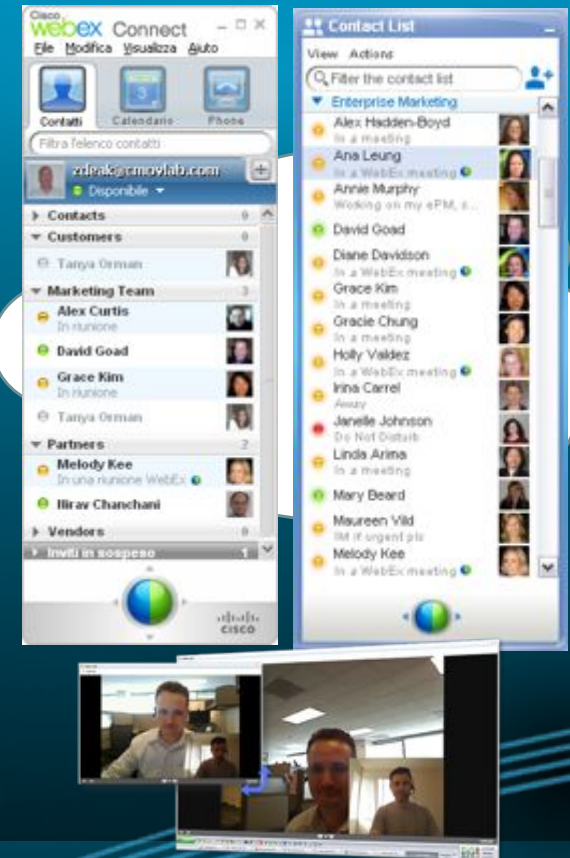 Cisco
webex Connect
File Modifica Visualizza Aiuto
Contatti Calendario Phone
Filtra l'elenco contatti
zdeak@cmovlab.com
Disponibile
Contacts 0
Customers 0
Tanya Orman
Marketing Team 3
Alex Curtis
In riunione
David Goad
Grace Kim
In riunione
Tanya Orman
Partners 2
Melody Kee
In una riunione WebEx
Hirav Chanchani
Vendors 0
Inviti in sospeso 1
CISCO
Contact List
View Actions
Filter the contact list
Enterprise Marketing
Alex Hadden-Boyd
In a meeting
Ana Leung
In a WebEx meeting
Annie Murphy
Working on my ePM, s...
David Goad
Diane Davidson
In a WebEx meeting
Grace Kim
In a meeting
Gracie Chung
In a meeting
Holly Valdez
In a WebEx meeting
Irina Carrel
Away
Janelle Johnson
Do Not Disturb
Linda Arima
In a meeting
Mary Beard
Maureen Vild
IM if urgent plz
Melody Kee
In a WebEx meeting